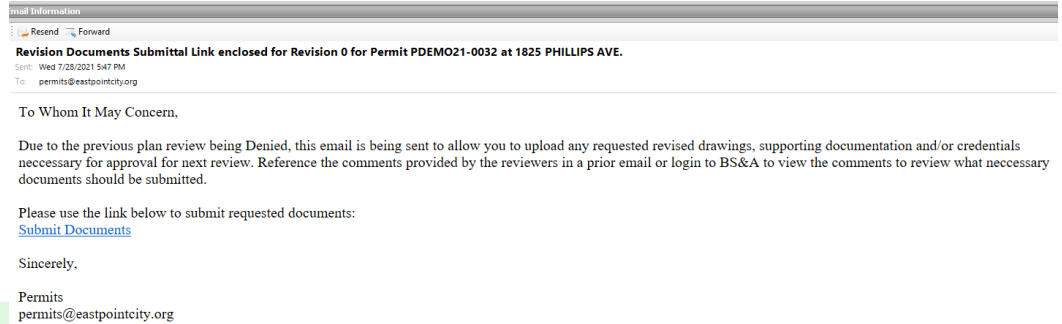 Email Information
Resend Forward
Revision Documents Submittal Link enclosed for Revision 0 for Permit PDEMO21-0032 at 1825 PHILLIPS AVE.
Sent: Wed 7/28/2021 5:47 PM
To: permits@eastpointcity.org
To Whom It May Concern,
Due to the previous plan review being Denied, this email is being sent to allow you to upload any requested revised drawings, supporting documentation and/or credentials
neccessary for approval for next review. Reference the comments provided by the reviewers in a prior email or login to BS&A to view the comments to review what neccessary
documents should be submitted.
Please use the link below to submit requested documents:
Submit Documents
Sincerely,
Permits
permits@eastpointcity.org